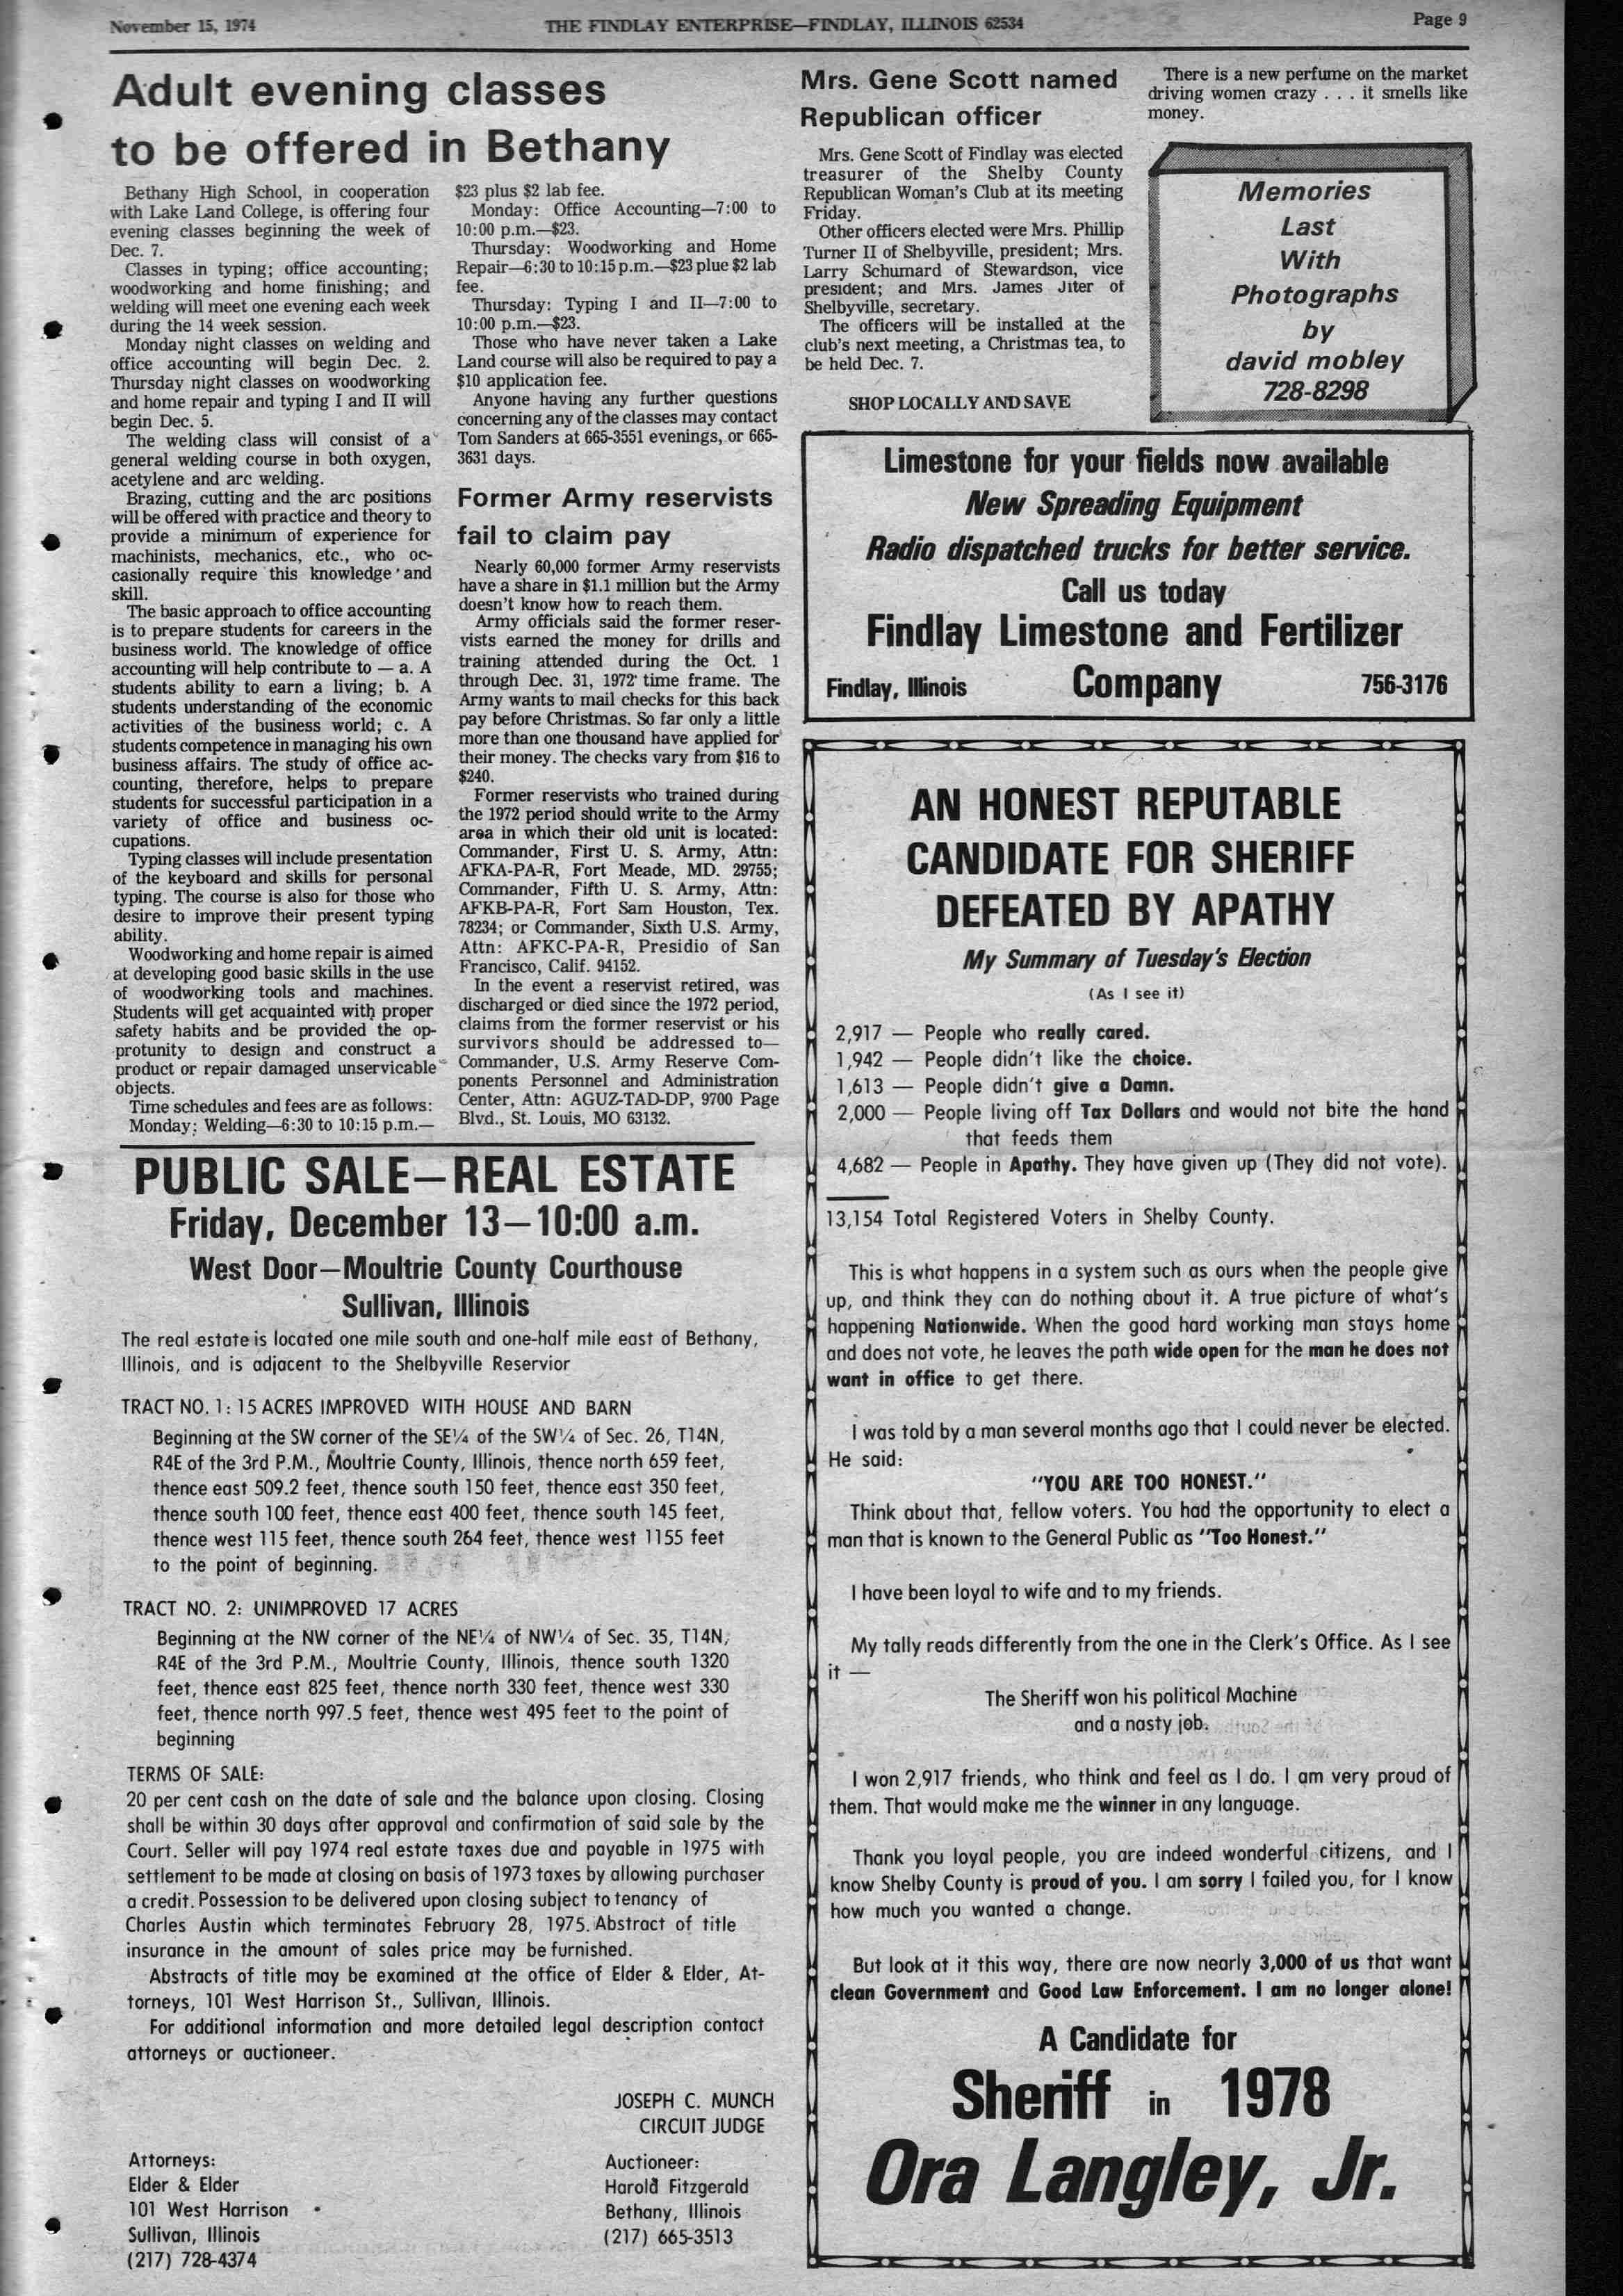 November 15, 1974
THE FINDLAY ENTERPRISE—FINDLAY, ILLINOIS 62534
Page 9
Adult evening classes
to be offered in Bethany
Bethany High School, in cooperation
with Lake Land College, is offering four
evening classes beginning the week of
Dec. 7.
Classes in typing; office accounting;
woodworking and home finishing; and
welding will meet one evening each week
during the 14 week session.
Monday night classes on welding and
office accounting will begin Dec. 2.
Thursday night classes on woodworking
and home repair and typing I and II will
begin Dec. 5.
The welding class will consist of a
general welding course in both oxygen,
acetylene and arc welding.
Brazing, cutting and the arc positions
will be offered with practice and theory to
provide a minimum of experience for
machinists, mechanics, etc., who oc-
casionally require this knowledge and
skill.
The basic approach to office accounting
is to prepare students for careers in the
business world. The knowledge of office
accounting will help contribute to — a. A
students ability to earn a living; b. A
students understanding of the economic
activities of the business world; c. A
students competence in managing his own
business affairs. The study of office ac-
counting, therefore, helps to prepare
students for successful participation in a
variety of office and business oc-
cupations.
Typing classes will include presentation
of the keyboard and skills for personal
typing. The course is also for those who
desire to improve their present typing
ability.
Woodworking and home repair is aimed
at developing good basic skills in the use
of woodworking tools and machines.
Students will get acquainted with proper
safety habits and be provided the op-
protunity to design and construct a
product or repair damaged unservicable
objects.
Time schedules and fees are as follows:
Monday: Welding—6:30 to 10:15 p.m.—
$23 plus $2 lab fee.
Monday: Office Accounting—7:00 to
10:00 p.m.—$23.
Thursday: Woodworking and Home
Repair—6:30 to 10:15 p.m.—$23 plue $2 lab
fee.
Thursday: Typing I and II—7:00 to
10:00 p.m.—$23.
Those who have never taken a Lake
Land course will also be required to pay a
$10 application fee.
Anyone having any further questions
concerning any of the classes may contact
Tom Sanders at 665-3551 evenings, or 665-
3631 days.
Former Army reservists
fail to claim pay
Nearly 60,000 former Army reservists
have a share in $1.1 million but the Army
doesn't know how to reach them.
Army officials said the former reser-
vists earned the money for drills and
training attended during the Oct. 1
through Dec. 31, 1972 time frame. The
Army wants to mail checks for this back
pay before Christmas. So far only a little
more than one thousand have applied for
their money. The checks vary from $16 to
$240.
Former reservists who trained during
the 1972 period should write to the Army
area in which their old unit is located:
Commander, First U. S. Army, Attn:
AFKA-PA-R, Fort Meade, MD. 29755;
Commander, Fifth U. S. Army, Attn:
AFKB-PA-R, Fort Sam Houston, Tex.
78234; or Commander, Sixth U.S. Army,
Attn: AFKC-PA-R, Presidio of San
Francisco, Calif. 94152.
In the event a reservist retired, was
discharged or died since the 1972 period,
claims from the former reservist or his
survivors should be addressed to—
Commander, U.S. Army Reserve Com-
ponents Personnel and Administration
Center, Attn: AGUZ-TAD-DP, 9700 Page
Blvd., St. Louis, MO 63132.
PUBLIC SALE—REAL ESTATE
Friday, December 13—10:00 a.m.
West Door—Moultrie County Courthouse
Sullivan, Illinois
The real estate is located one mile south and one-half mile east of Bethany,
Illinois, and is adjacent to the Shelbyville Reservior
TRACT NO. 1: 15 ACRES IMPROVED WITH HOUSE AND BARN
Beginning at the SW corner of the SE¼ of the SW¼ of Sec. 26, T14N,
R4E of the 3rd P.M., Moultrie County, Illinois, thence north 659 feet,
thence east 509.2 feet, thence south 150 feet, thence east 350 feet,
thence south 100 feet, thence east 400 feet, thence south 145 feet,
thence west 115 feet, thence south 264 feet, thence west 1155 feet
to the point of beginning.
TRACT NO. 2: UNIMPROVED 17 ACRES
Beginning at the NW corner of the NE¼ of NW¼ of Sec. 35, T14N,
R4E of the 3rd P.M., Moultrie County, Illinois, thence south 1320
feet, thence east 825 feet, thence north 330 feet, thence west 330
feet, thence north 997.5 feet, thence west 495 feet to the point of
beginning
TERMS OF SALE:
20 per cent cash on the date of sale and the balance upon closing. Closing
shall be within 30 days after approval and confirmation of said sale by the
Court. Seller will pay 1974 real estate taxes due and payable in 1975 with
settlement to be made at closing on basis of 1973 taxes by allowing purchaser
a credit. Possession to be delivered upon closing subject to tenancy of
Charles Austin which terminates February 28, 1975. Abstract of title
insurance in the amount of sales price may be furnished.
Abstracts of title may be examined at the office of Elder & Elder, At-
torneys, 101 West Harrison St., Sullivan, Illinois.
For additional information and more detailed legal description contact
attorneys or auctioneer.
JOSEPH C. MUNCH
CIRCUIT JUDGE
Attorneys:
Elder & Elder
101 West Harrison
Sullivan, Illinois
(217) 728-4374
Auctioneer:
Harold Fitzgerald
Bethany, Illinois
(217) 665-3513
Mrs. Gene Scott named
Republican officer
Mrs. Gene Scott of Findlay was elected
treasurer of the Shelby County
Republican Woman's Club at its meeting
Friday.
Other officers elected were Mrs. Phillip
Turner II of Shelbyville, president; Mrs.
Larry Schumard of Stewardson, vice
president; and Mrs. James Jiter of
Shelbyville, secretary.
The officers will be installed at the
club's next meeting, a Christmas tea, to
be held Dec. 7.
SHOP LOCALLY AND SAVE
There is a new perfume on the market
driving women crazy . . . it smells like
money.
Memories
Last
With
Photographs
by
david mobley
728-8298
Limestone for your fields now available
New Spreading Equipment
Radio dispatched trucks for better service.
Call us today
Findlay Limestone and Fertilizer
Findlay, Illinois Company 756-3176
AN HONEST REPUTABLE
CANDIDATE FOR SHERIFF
DEFEATED BY APATHY
My Summary of Tuesday's Election
(As I see it)
2,917 — People who really cared.
1,942 — People didn't like the choice.
1,613 — People didn't give a Damn.
2,000 — People living off Tax Dollars and would not bite the hand
that feeds them
4,682 — People in Apathy. They have given up (They did not vote).
13,154 Total Registered Voters in Shelby County.
This is what happens in a system such as ours when the people give
up, and think they can do nothing about it. A true picture of what's
happening Nationwide. When the good hard working man stays home
and does not vote, he leaves the path wide open for the man he does not
want in office to get there.
I was told by a man several months ago that I could never be elected.
He said:
"YOU ARE TOO HONEST."
Think about that, fellow voters. You had the opportunity to elect a
man that is known to the General Public as "Too Honest."
I have been loyal to wife and to my friends.
My tally reads differently from the one in the Clerk's Office. As I see
it —
The Sheriff won his political Machine
and a nasty job.
I won 2,917 friends, who think and feel as I do. I am very proud of
them. That would make me the winner in any language.
Thank you loyal people, you are indeed wonderful citizens, and I
know Shelby County is proud of you. I am sorry I failed you, for I know
how much you wanted a change.
But look at it this way, there are now nearly 3,000 of us that want
clean Government and Good Law Enforcement. I am no longer alone!
A Candidate for
Sheriff in 1978
Ora Langley, Jr.